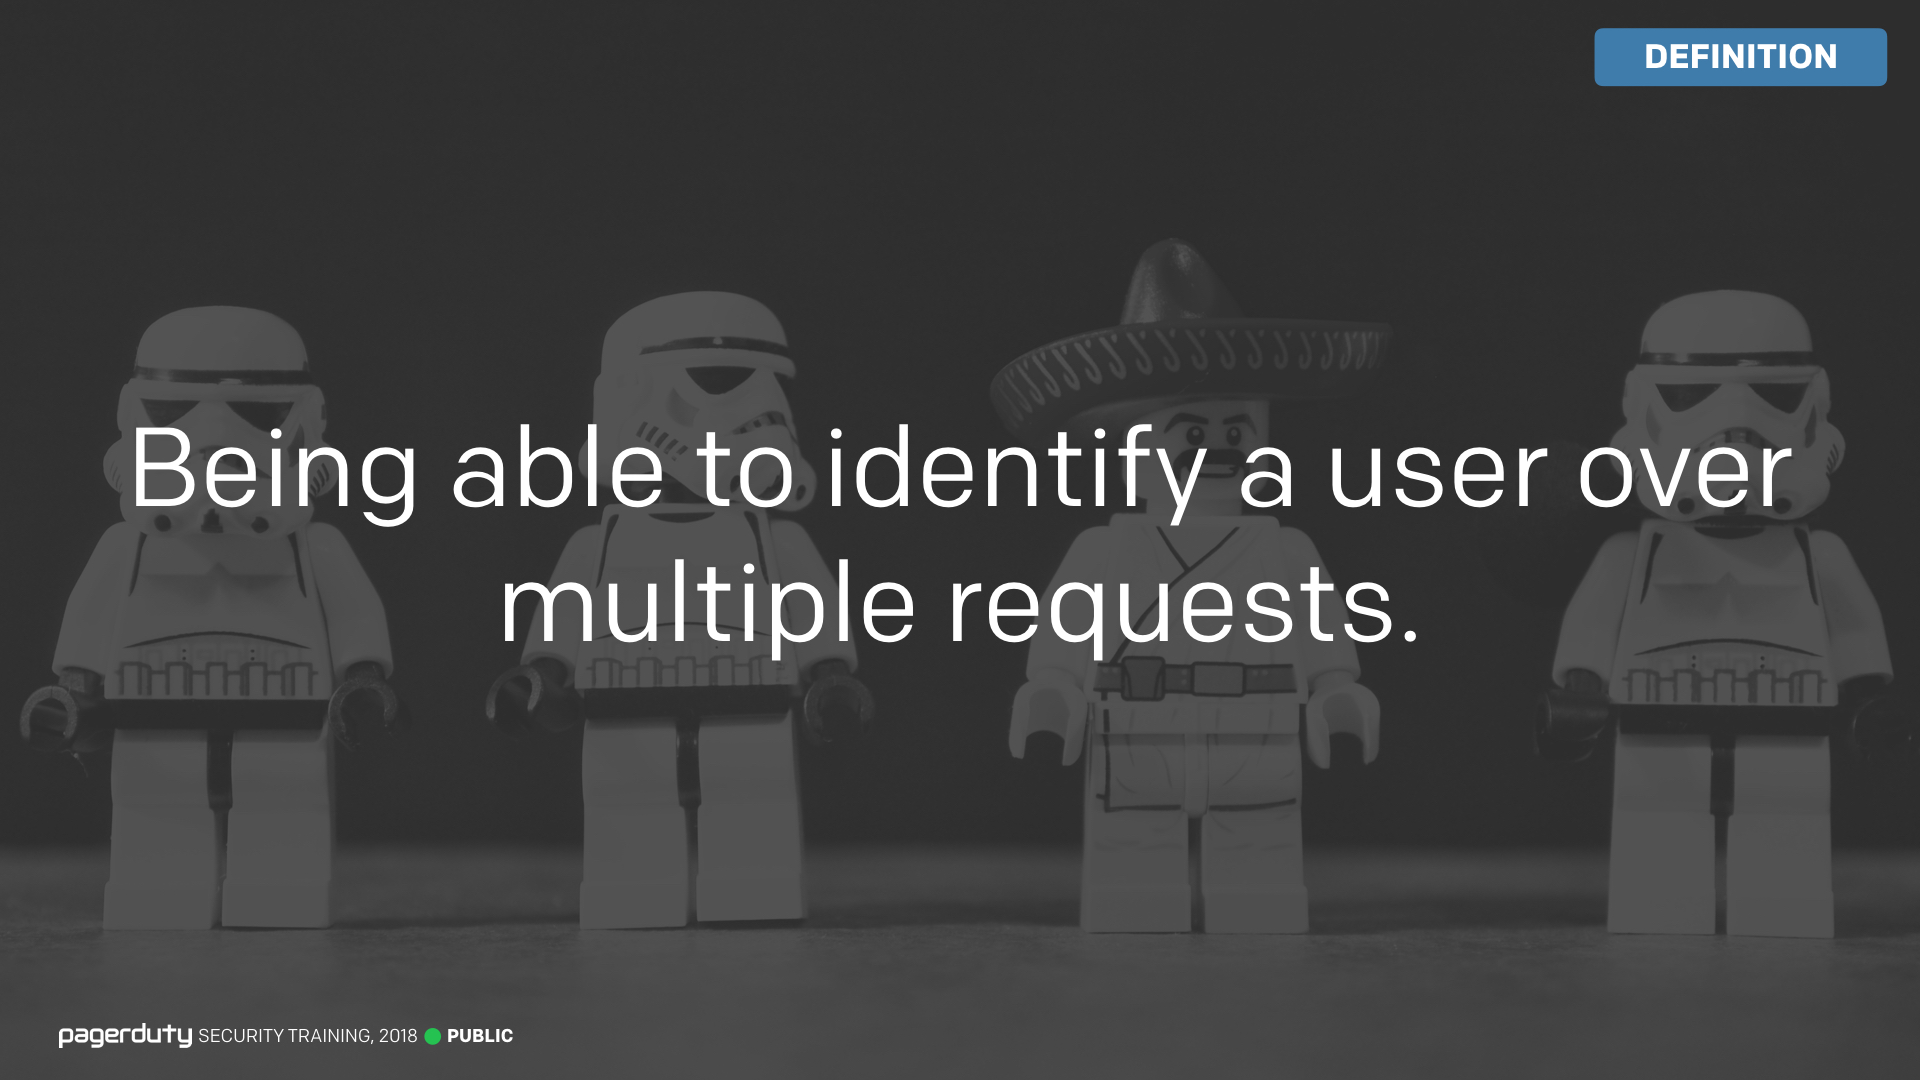 DEFINITION
Being able to identify a user over
multiple requests.
pagerduty SECURITY TRAINING, 2018 PUBLIC